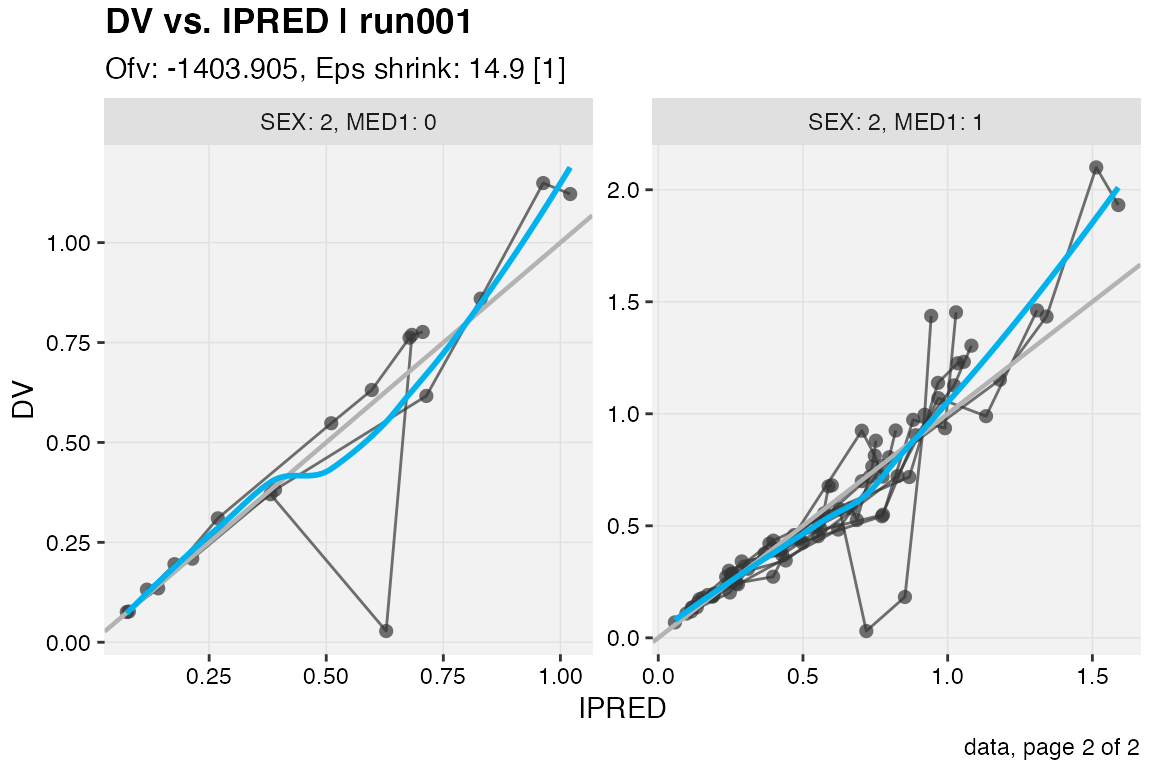 DV vs. IPRED | run001
Ofv: -1403.905, Eps shrink: 14.9 [1]
SEX: 2, MED1: 0
SEX: 2, MED1: 1
DV
1.00
0.75
0.50
0.25
0.00
0.25
0.50
0.75
1.00
2.0
1.5
1.0
0.5
0.0
0.0
0.5
1.0
1.5
IPRED
data, page 2 of 2